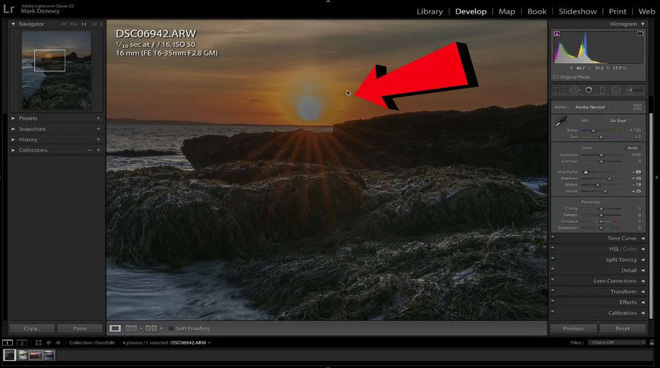 Lr
Adobe Lightroom Classic CC
Mark Denney
Library | Develop | Map | Book | Slideshow | Print | Web
Navigator
Presets
Snapshots
History
Collections
Copy...
Paste
DSC06942.ARW
1/10 sec at f / 16, ISO 50
16 mm (FE 16-35mm F2.8 GM)
Soft Proofing
Histogram
Original Photo
Adobe Neutral
As Shot
Temp
Tint
Tone
Auto
Exposure
Contrast
Highlights
Shadows
Whites
Blacks
Presence
Clarity
Dehaze
Vibrance
Saturation
Tone Curve
HSL / Color
Split Toning
Detail
Lens Corrections
Transform
Effects
Calibration
Previous
Reset
1 2
Collection: OverEdit
4 photos / 1 selected / DSC06942.ARW
Filter:
Filters Off